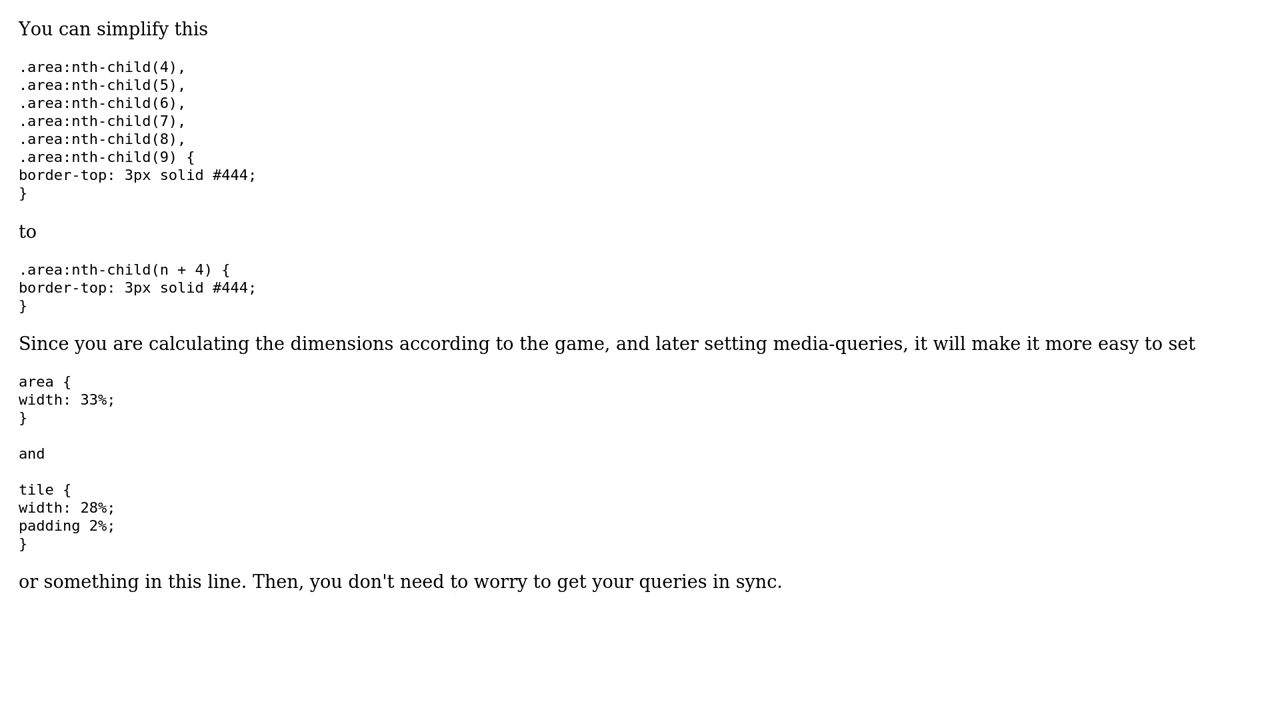 You can simplify this
.area:nth-child(4),
.area:nth-child(5),
.area:nth-child(6),
.area:nth-child(7),
.area:nth-child(8),
.area:nth-child(9) {
border-top: 3px solid #444;
}
to
.area:nth-child(n + 4) {
border-top: 3px solid #444;
}
Since you are calculating the dimensions according to the game, and later setting media-queries, it will make it more easy to set
area {
width: 33%;
}
and
tile {
width: 28%;
padding 2%;
}
or something in this line. Then, you don't need to worry to get your queries in sync.